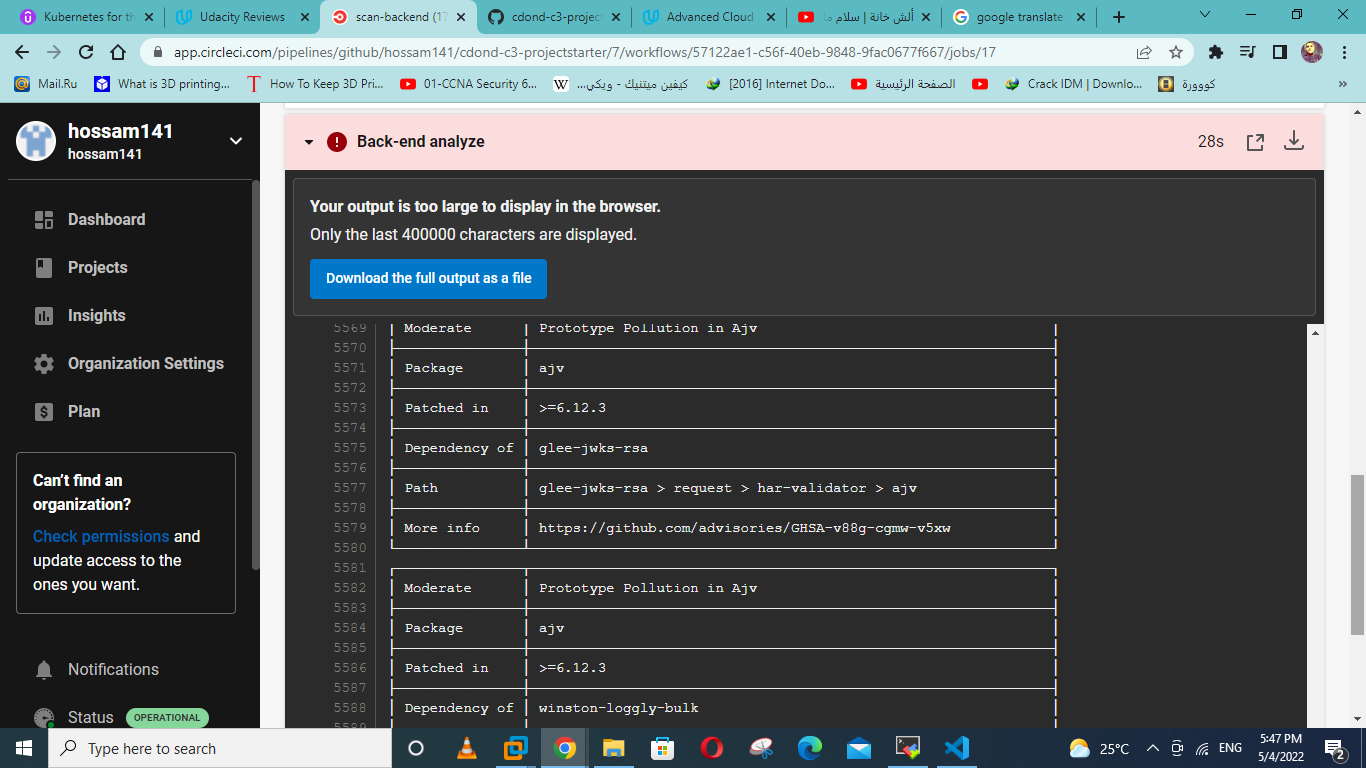 Kubernetes for th
Udacity Reviews
scan-backend (17
cdond-c3-project
Advanced Cloud
ألش خانة | سلام ما
google translate
app.circleci.com/pipelines/github/hossam141/cdond-c3-projectstarter/7/workflows/57122ae1-c56f-40eb-9848-9fac0677f667/jobs/17
Mail.Ru
What is 3D printing...
How To Keep 3D Pri...
01-CCNA Security 6...
كيفين ميتنيك - ويكي...
[2016] Internet Do...
الصفحة الرئيسية
Crack IDM | Downlo...
كووورة
»
hossam141
hossam141
Dashboard
Projects
Insights
Organization Settings
Plan
Can't find an
organization?
Check permissions and
update access to the
ones you want.
Notifications
Status OPERATIONAL
Back-end analyze
28s
Your output is too large to display in the browser.
Only the last 400000 characters are displayed.
Download the full output as a file
5569 Moderate Prototype Pollution in Ajv
5570
5571 Package ajv
5572
5573 Patched in >=6.12.3
5574
5575 Dependency of glee-jwks-rsa
5576
5577 Path glee-jwks-rsa > request > har-validator > ajv
5578
5579 More info https://github.com/advisories/GHSA-v88g-cgmw-v5xw
5580
5581
5582 Moderate Prototype Pollution in Ajv
5583
5584 Package ajv
5585
5586 Patched in >=6.12.3
5587
5588 Dependency of winston-loggly-bulk
5589
Type here to search
25°C
ENG
5:47 PM
5/4/2022
2